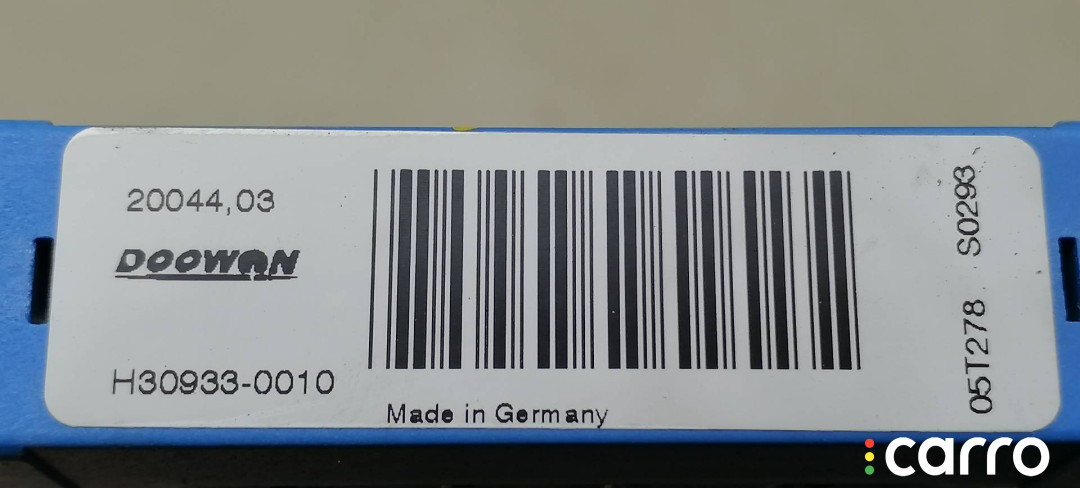 20044,03
DOOWON
H30933-0010
Made in Germany
05T278 S0293
carro